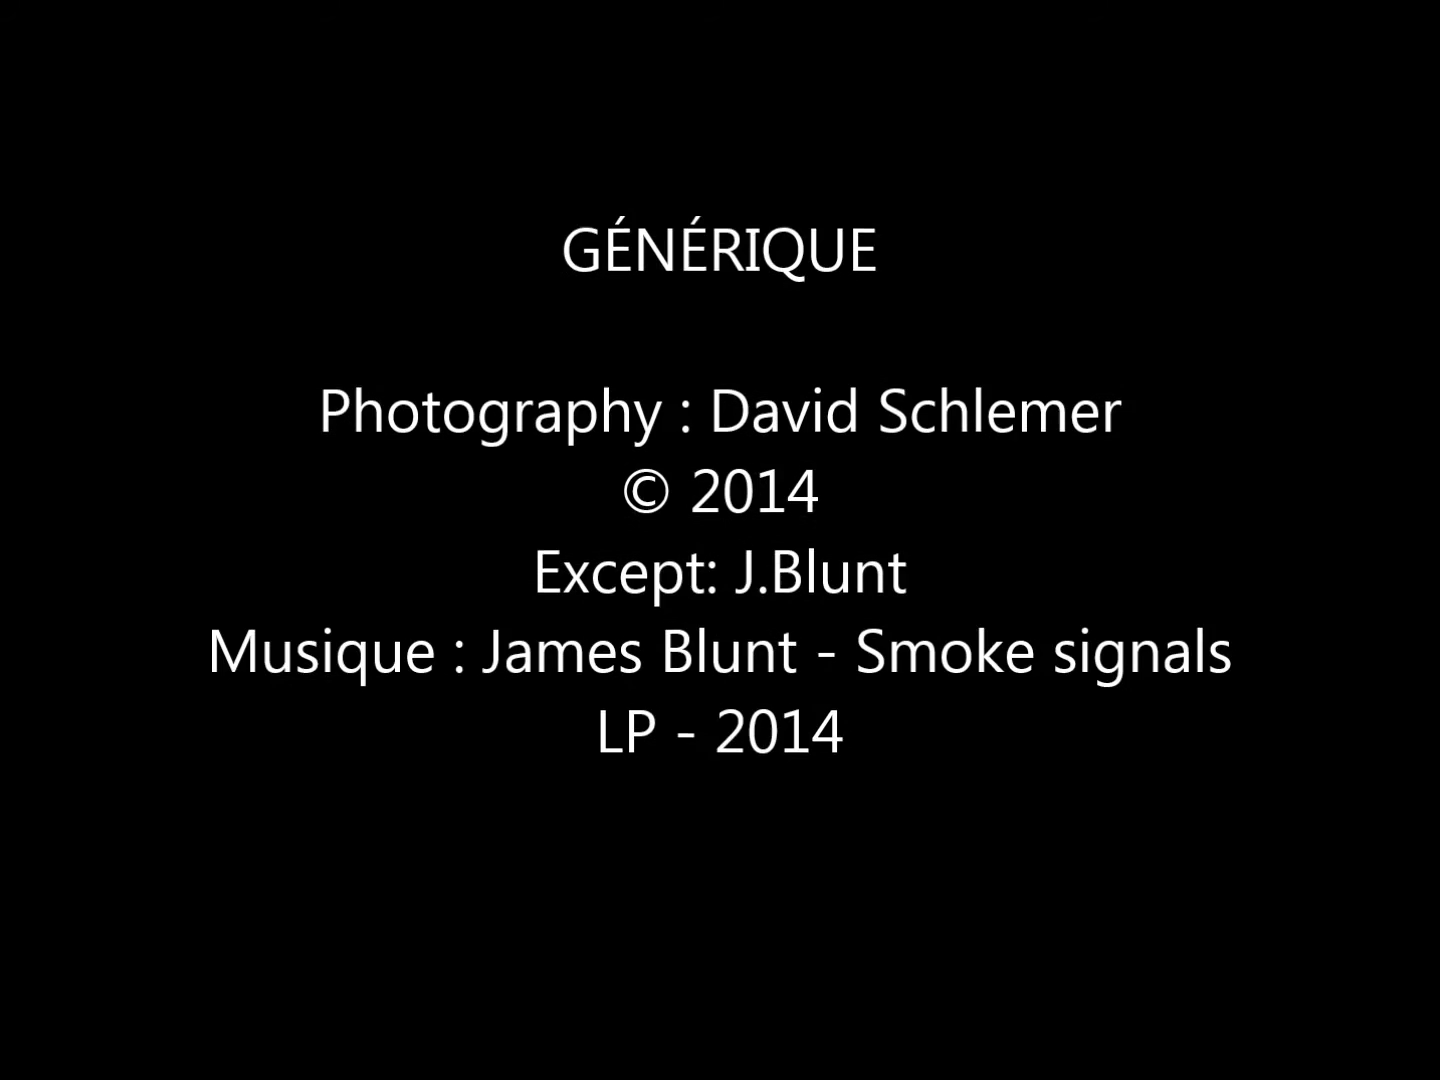 GÉNÉRIQUE
Photography : David Schlemer
© 2014
Except: J.Blunt
Musique : James Blunt - Smoke signals
LP - 2014